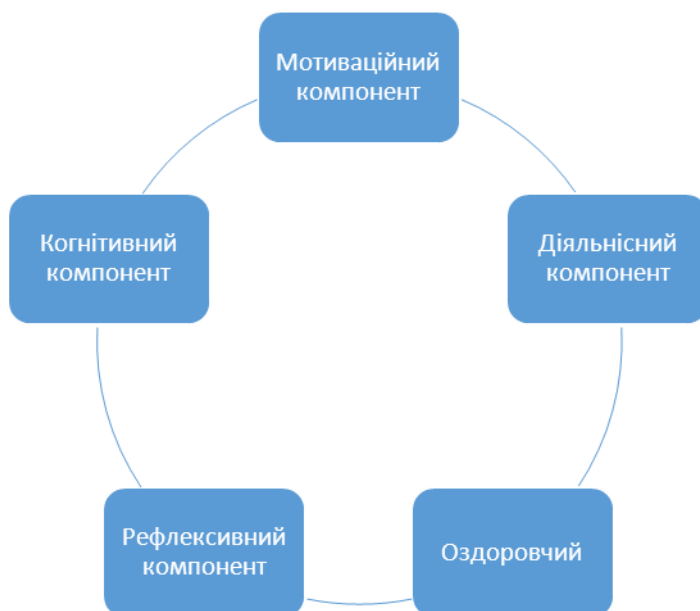 Мотиваційний
компонент
Когнітивний
компонент
Діяльнісний
компонент
Рефлексивний
компонент
Оздоровчий